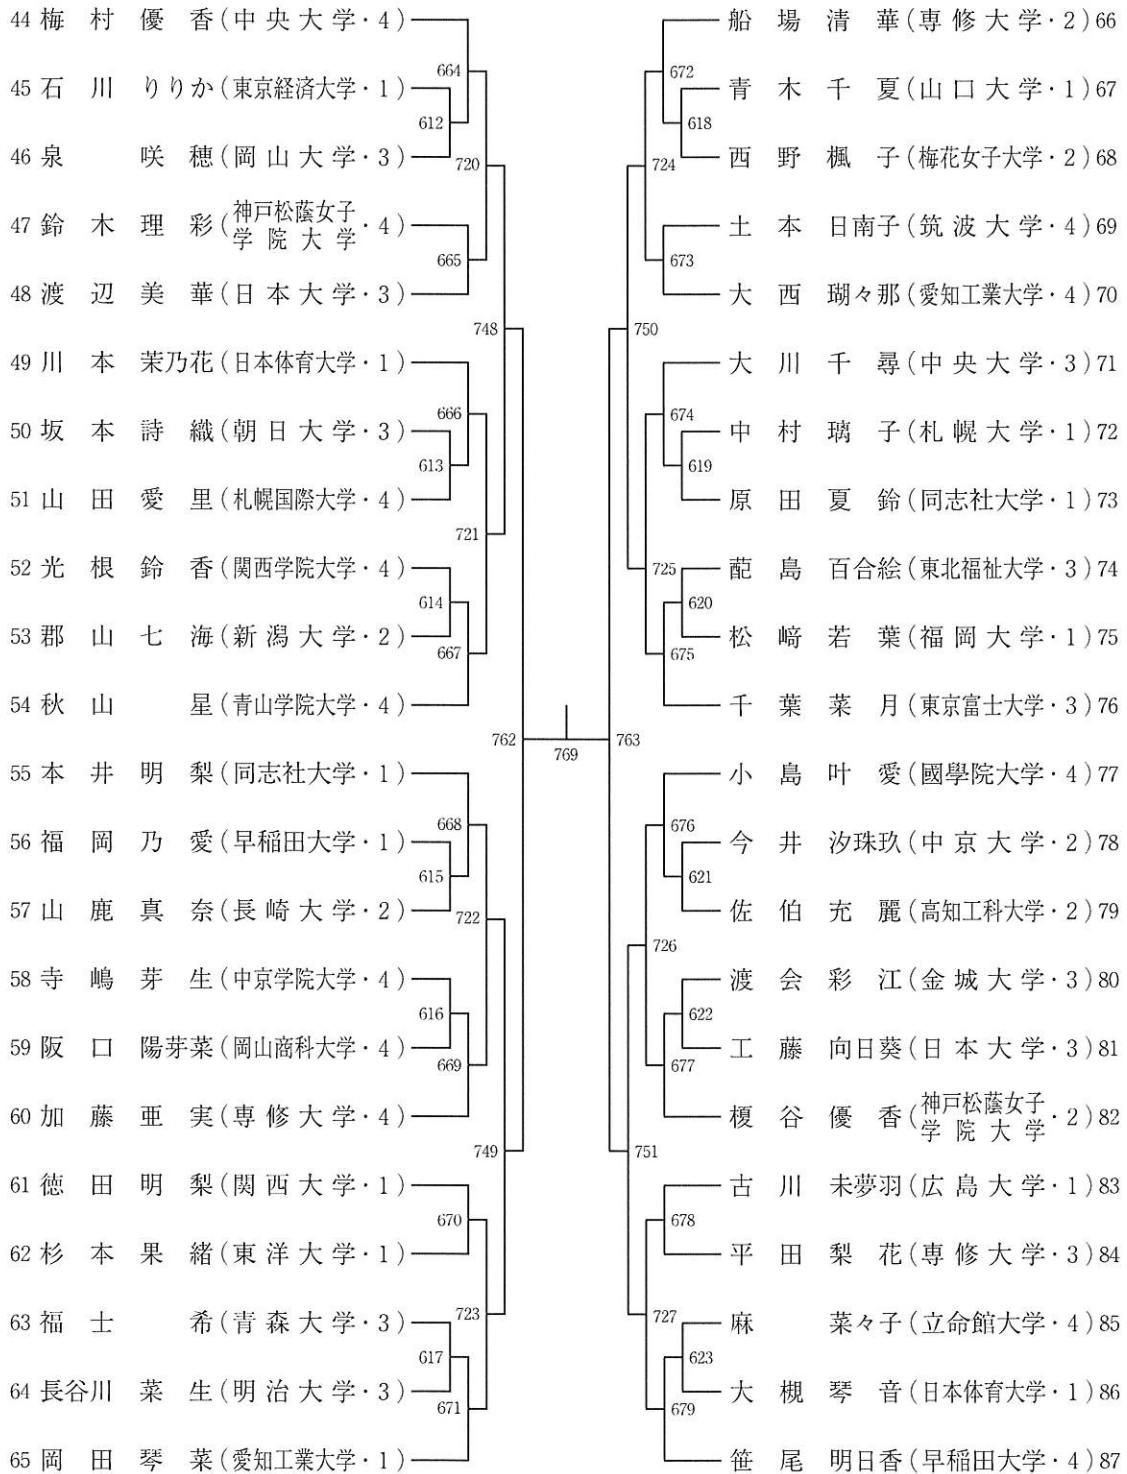 44 梅村優香(中央大学・4)
664
45 石川りりか(東京経済大学・1)
612
46 泉咲穂(岡山大学・3)
720
47 鈴木理彩(神戸松蔭女子学院大学・4)
665
48 渡辺美華(日本大学・3)
748
49 川本茉乃花(日本体育大学・1)
666
50 坂本詩織(朝日大学・3)
613
51 山田愛里(札幌国際大学・4)
721
52 光根鈴香(関西学院大学・4)
614
53 郡山七海(新潟大学・2)
667
54 秋山星(青山学院大学・4)
762
55 本井明梨(同志社大学・1)
668
56 福岡乃愛(早稲田大学・1)
615
57 山鹿真奈(長崎大学・2)
722
58 寺嶋芽生(中京学院大学・4)
616
59 阪口陽芽菜(岡山商科大学・4)
669
60 加藤亜実(専修大学・4)
749
61 徳田明梨(関西大学・1)
670
62 杉本果緒(東洋大学・1)
723
63 福士希(青森大学・3)
617
64 長谷川菜生(明治大学・3)
671
65 岡田琴菜(愛知工業大学・1)
769
船場清華(専修大学・2)66
672
青木千夏(山口大学・1)67
618
西野楓子(梅花女子大学・2)68
724
土本日南子(筑波大学・4)69
673
大西瑚々那(愛知工業大学・4)70
750
大川千尋(中央大学・3)71
674
中村璃子(札幌大学・1)72
619
原田夏鈴(同志社大学・1)73
725
蓜島百合絵(東北福祉大学・3)74
620
松﨑若葉(福岡大学・1)75
675
千葉菜月(東京富士大学・3)76
763
小島叶愛(國學院大学・4)77
676
今井汐珠玖(中京大学・2)78
621
佐伯充麗(高知工科大学・2)79
726
渡会彩江(金城大学・3)80
622
工藤向日葵(日本大学・3)81
677
榎谷優香(神戸松蔭女子学院大学・2)82
751
古川未夢羽(広島大学・1)83
678
平田梨花(専修大学・3)84
727
麻菜々子(立命館大学・4)85
623
大槻琴音(日本体育大学・1)86
679
笹尾明日香(早稲田大学・4)87